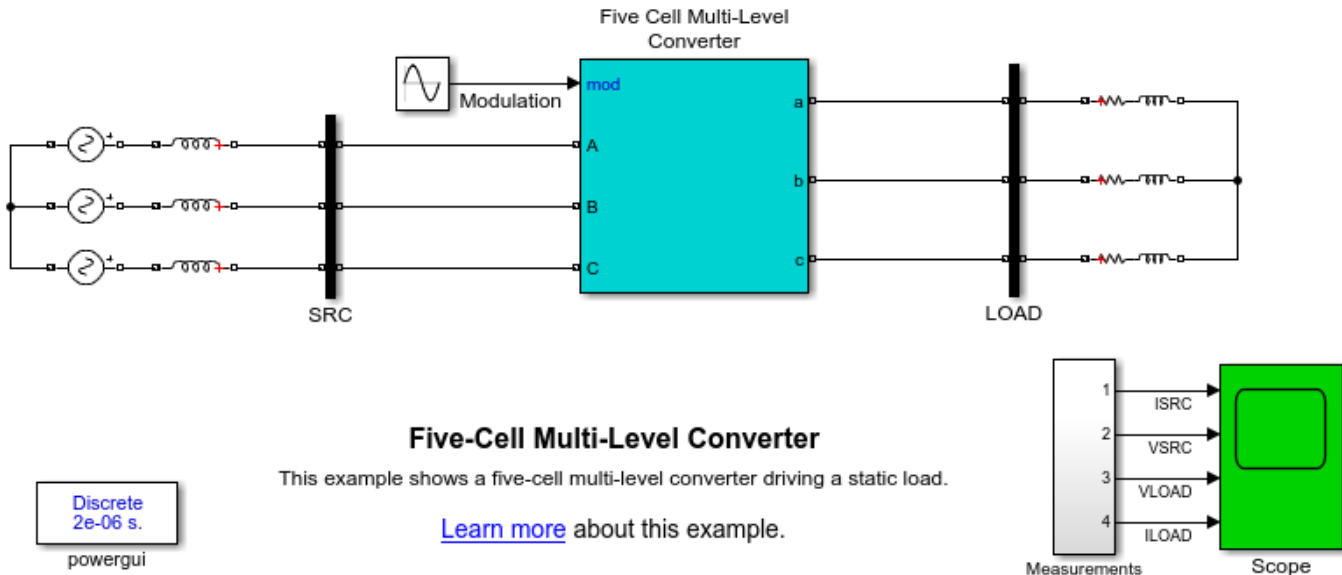 Five Cell Multi-Level
Converter
Modulation
mod
A
B
C
a
b
c
SRC
LOAD
Five-Cell Multi-Level Converter
This example shows a five-cell multi-level converter driving a static load.
Learn more about this example.
Discrete
2e-06 s.
powergui
1
2
3
4
ISRC
VSRC
VLOAD
ILOAD
Measurements
Scope